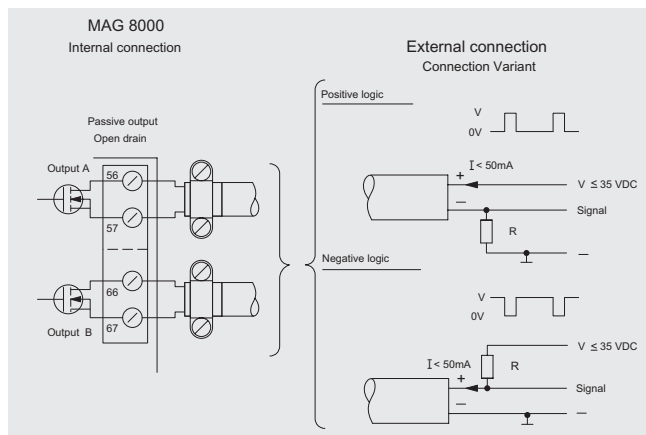 MAG 8000
Internal connection
External connection
Connection Variant
Passive output
Open drain
Output A
56
57
66
67
Output B
Positive logic
V
0V
I < 50mA
+
V ≤ 35 VDC
—
Signal
R
—
Negative logic
V
0V
V ≤ 35 VDC
I < 50mA
R
+
Signal
—
—